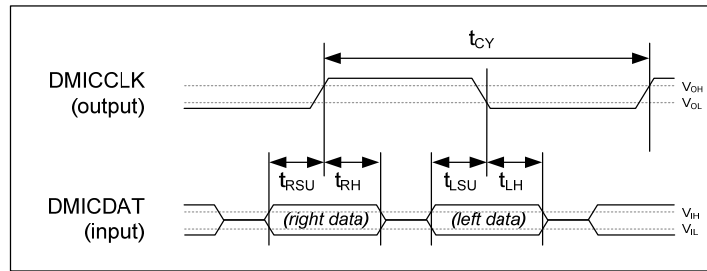 tCY
DMICCLK
(output)
VOH
VOL
tRSU
tRH
tLSU
tLH
DMICDAT
(input)
(right data)
(left data)
VIH
VIL